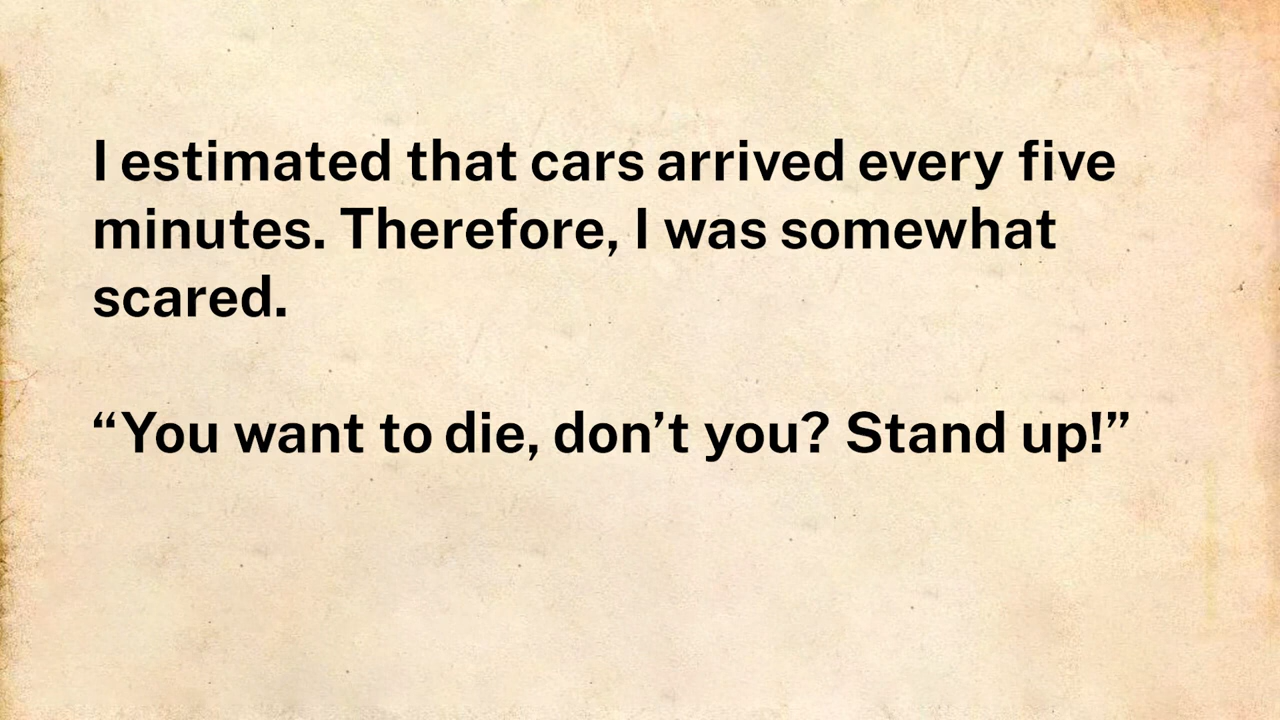 I estimated that cars arrived every five
minutes. Therefore, I was somewhat
scared.
“You want to die, don’t you? Stand up!”